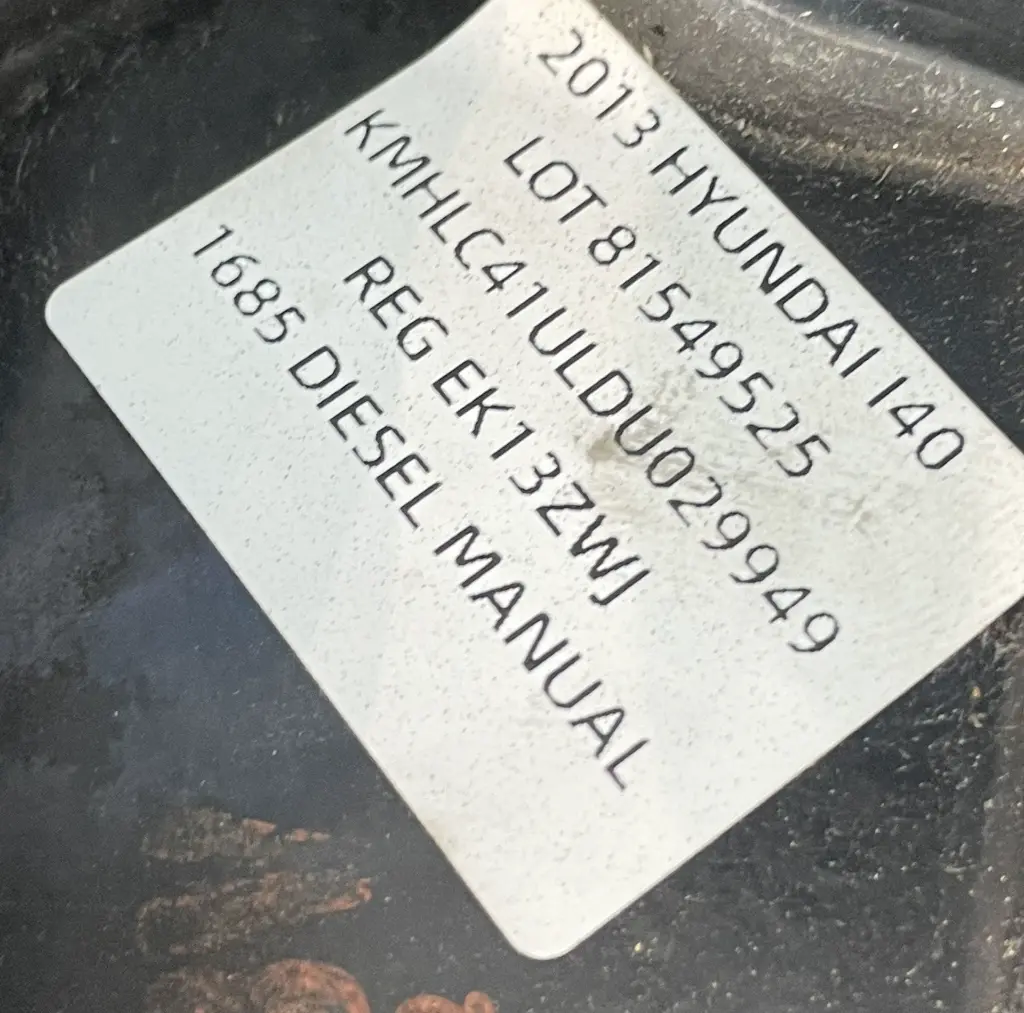 2013 HYUNDAI I40
LOT 81549525
KMHLC41ULDU029949
REG EK13ZWJ
1685 DIESEL MANUAL